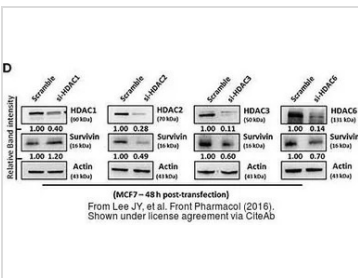 D
Scramble si-HDAC1 Scramble si-HDAC2 Scramble si-HDAC3 Scramble si-HDAC6
Relative Band intensity
HDAC1 HDAC2 HDAC3 HDAC6
(60 kDa) (70 kDa) (50 kDa) (131 kDa)
1.00 0.40 1.00 0.28 1.00 0.11 1.00 0.14
Survivin Survivin Survivin Survivin
(16 kDa) (16 kDa) (16 kDa) (16 kDa)
1.00 1.20 1.00 0.49 1.00 0.60 1.00 0.70
Actin Actin Actin Actin
(43 kDa) (43 kDa) (43 kDa) (43 kDa)
(MCF7 – 48 h post-transfection)
From Lee JY, et al. Front Pharmacol (2016).
Shown under license agreement via CiteAb